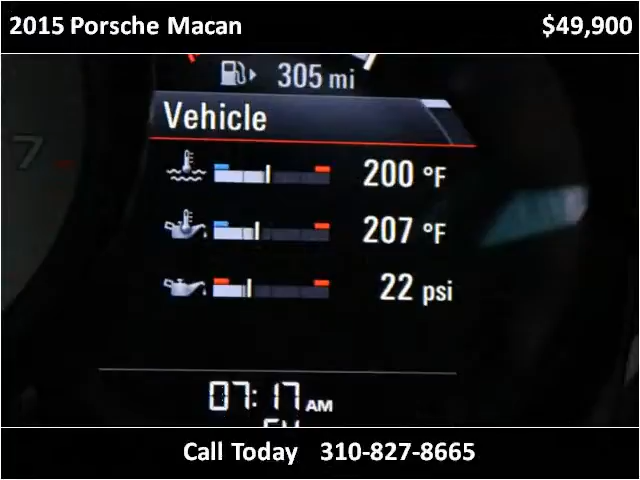 2015 Porsche Macan $49,900
305 mi
Vehicle
200 °F
207 °F
22 psi
7
07:17 AM
Call Today 310-827-8665